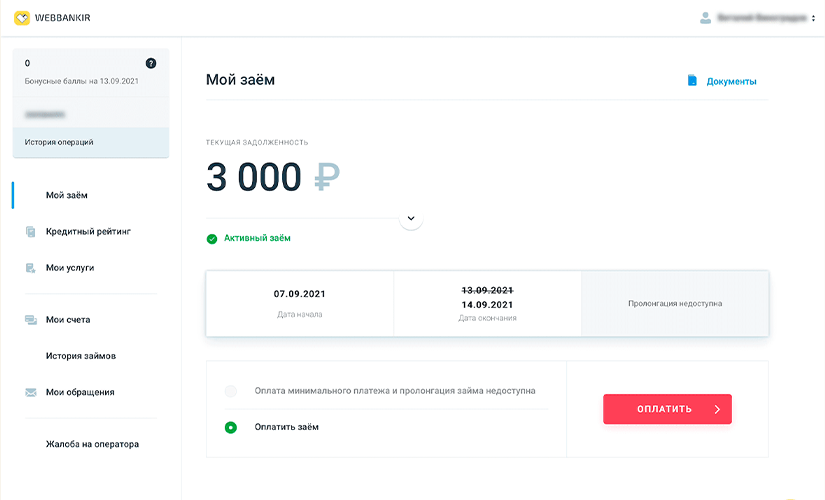 WEBBANKIR
0
?
Бонусные баллы на 13.09.2021
История операций
Мой заём
Кредитный рейтинг
Мои услуги
Мои счета
История займов
Мои обращения
Жалоба на оператора
Мой заём
Документы
ТЕКУЩАЯ ЗАДОЛЖЕННОСТЬ
3 000 ₽
Активный заём
07.09.2021
Дата начала
13.09.2021
14.09.2021
Дата окончания
Пролонгация недоступна
Оплата минимального платежа и пролонгация займа недоступна
Оплатить заём
ОПЛАТИТЬ